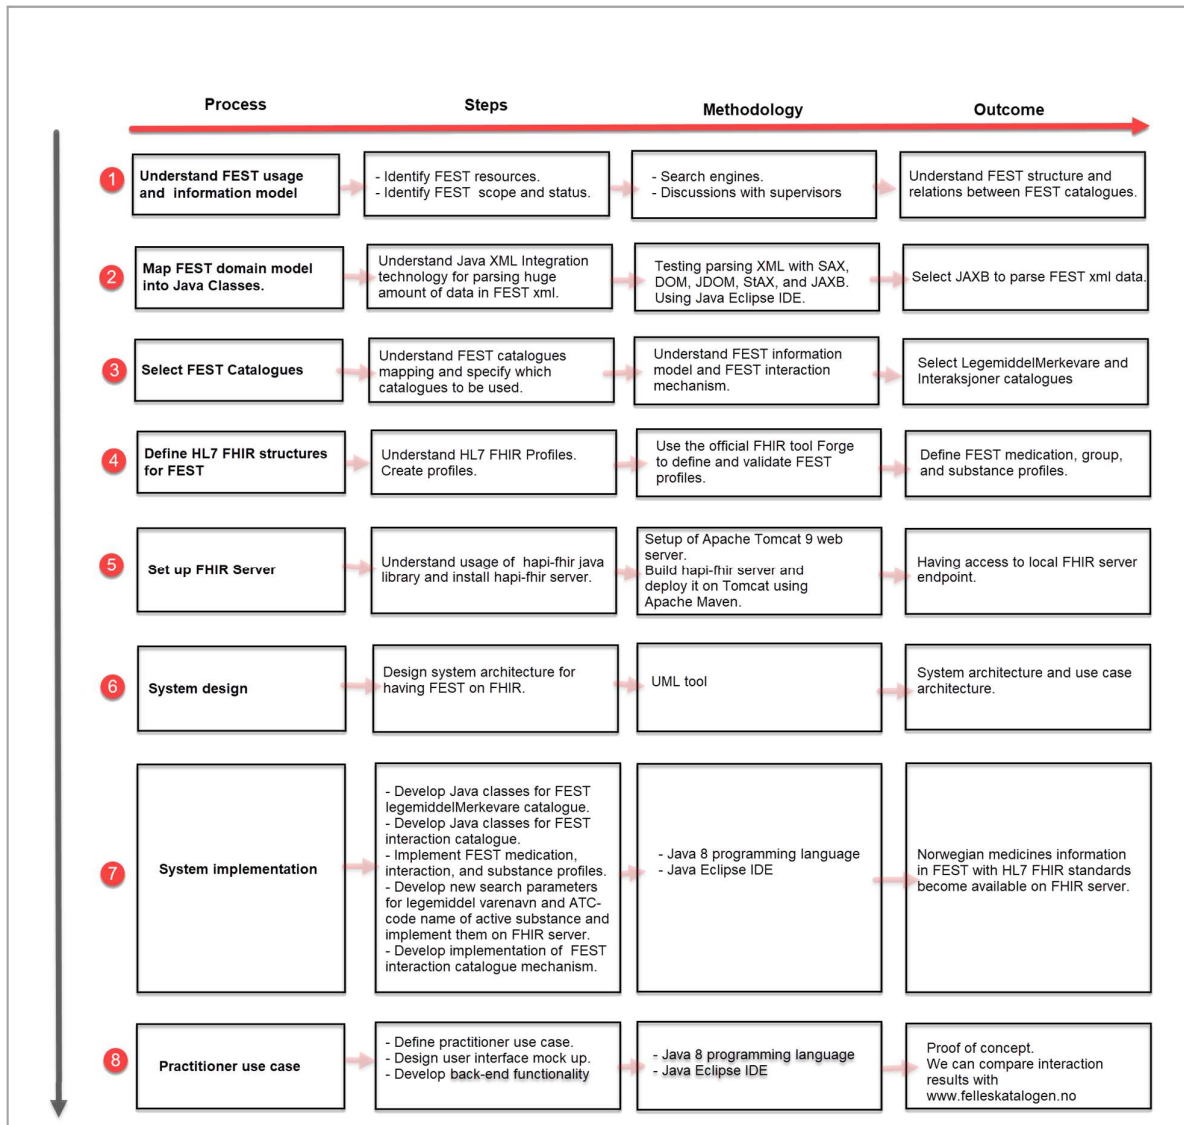 Process
Steps
Methodology
Outcome
1
Understand FEST usage
and information model
- Identify FEST resources.
- Identify FEST scope and status.
- Search engines.
- Discussions with supervisors
Understand FEST structure and
relations between FEST catalogues.
2
Map FEST domain model
into Java Classes.
Understand Java XML Integration
technology for parsing huge
amount of data in FEST xml.
Testing parsing XML with SAX,
DOM, JDOM, StAX, and JAXB.
Using Java Eclipse IDE.
Select JAXB to parse FEST xml data.
3
Select FEST Catalogues
Understand FEST catalogues
mapping and specify which
catalogues to be used.
Understand FEST information
model and FEST interaction
mechanism.
Select LegemiddelMerkevare and
Interaksjoner catalogues
4
Define HL7 FHIR structures
for FEST
Understand HL7 FHIR Profiles.
Create profiles.
Use the official FHIR tool Forge
to define and validate FEST
profiles.
Define FEST medication, group,
and substance profiles.
5
Set up FHIR Server
Understand usage of hapi-fhir java
library and install hapi-fhir server.
Setup of Apache Tomcat 9 web
server.
Build hapi-fhir server and
deploy it on Tomcat using
Apache Maven.
Having access to local FHIR server
endpoint.
6
System design
Design system architecture for
having FEST on FHIR.
UML tool
System architecture and use case
architecture.
7
System implementation
- Develop Java classes for FEST
legemiddelMerkevare catalogue.
- Develop Java classes for FEST
interaction catalogue.
- Implement FEST medication,
interaction, and substance profiles.
- Develop new search parameters
for legemiddel varenavn and ATC-
code name of active substance and
implement them on FHIR server.
- Develop implementation of FEST
interaction catalogue mechanism.
- Java 8 programming language
- Java Eclipse IDE
Norwegian medicines information
in FEST with HL7 FHIR standards
become available on FHIR server.
8
Practitioner use case
- Define practitioner use case.
- Design user interface mock up.
- Develop back-end functionality
- Java 8 programming language
- Java Eclipse IDE
Proof of concept.
We can compare interaction
results with
www.felleskatalogen.no